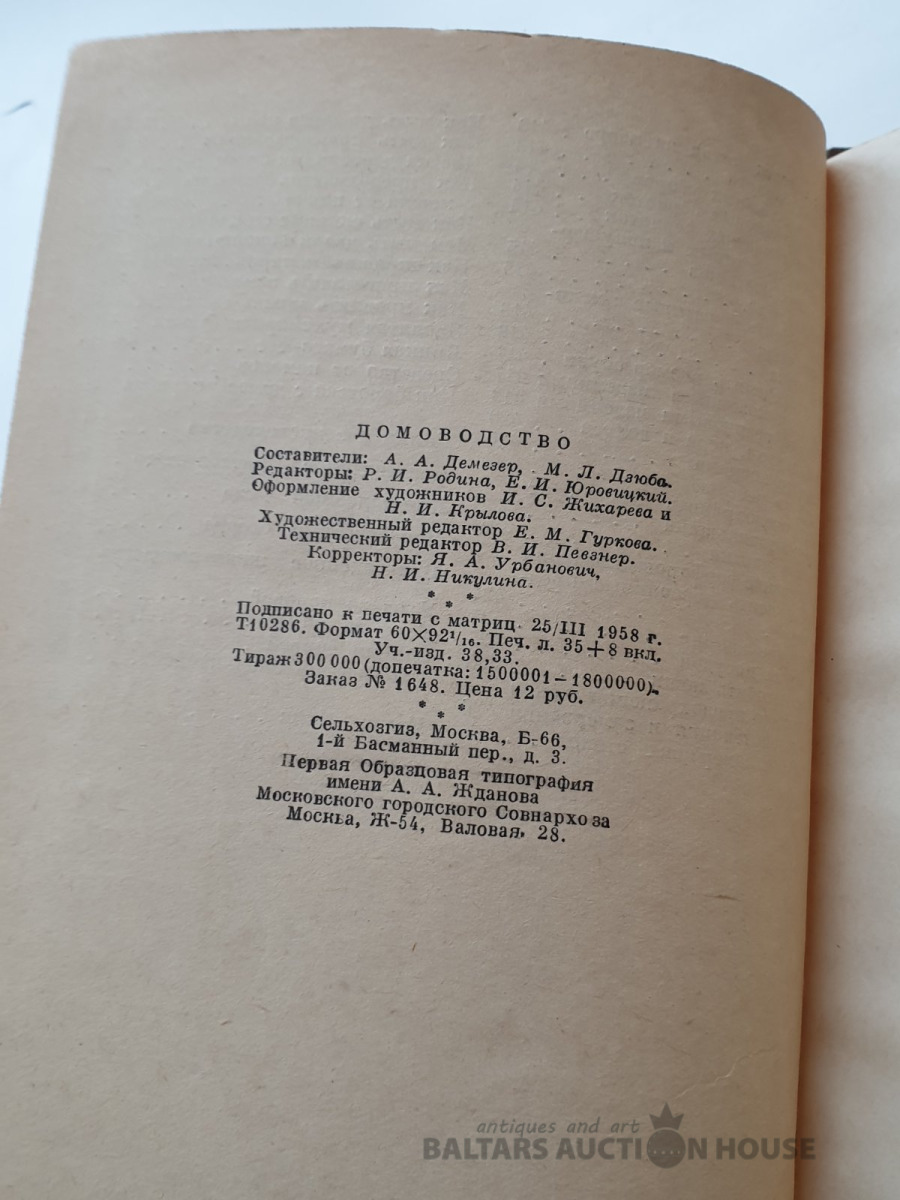 ДОМОВОДСТВО
Составители: А. А. Демезер, М. Л. Дзюба.
Редакторы: Р. И. Родина, Е. И. Юровицкий.
Оформление художников И. С. Жихарева и
Н. И. Крылова.
Художественный редактор Е. М. Гуркова.
Технический редактор В. И. Певзнер.
Корректоры: Я. А. Урбанович,
Н. И. Никулина.
* * *
Подписано к печати с матриц 25/III 1958 г.
Т10286. Формат 60×92¹/₁₆. Печ. л. 35+8 вкл.
Уч.-изд. 38,33.
Тираж 300 000 (допечатка: 1500001—1800000).
Заказ № 1648. Цена 12 руб.
* * *
Сельхозгиз, Москва, Б-66,
1-й Басманный пер., д. 3.
Первая Образцовая типография
имени А. А. Жданова
Московского городского Совнархоза
Москва, Ж-54, Валовая, 28.
antiques and art
BALTARS AUCTION HOUSE